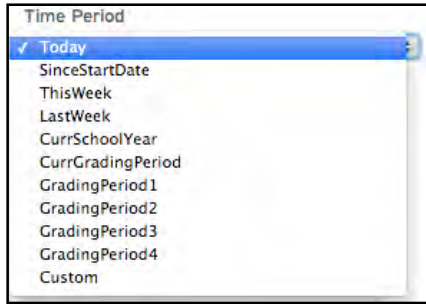 Time Period
✓ Today
SinceStartDate
ThisWeek
LastWeek
CurrSchoolYear
CurrGradingPeriod
GradingPeriod1
GradingPeriod2
GradingPeriod3
GradingPeriod4
Custom